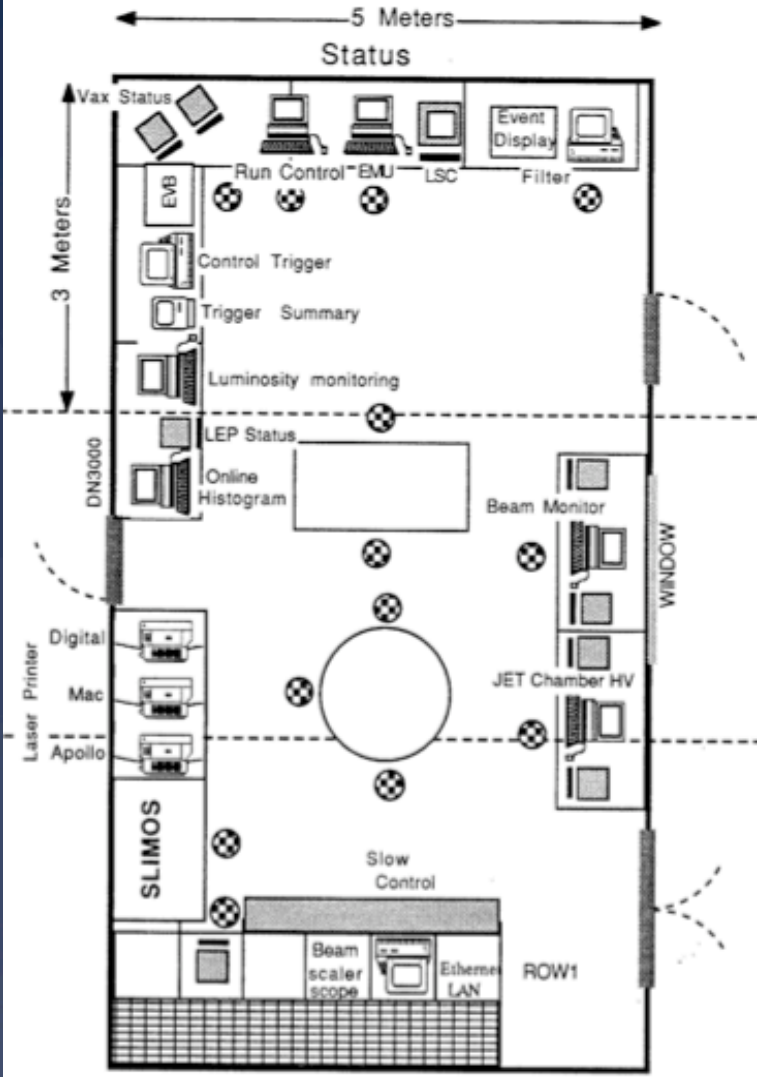 5 Meters
Status
Vax Status
Event
Display
Run Control
EMU
LSC
Filter
EVB
3 Meters
Control Trigger
Trigger Summary
Luminosity monitoring
LEP Status
DN3000
Online
Histogram
Beam Monitor
WINDOW
Digital
JET Chamber HV
Laser Printer
Mac
Apollo
SLIMOS
Slow
Control
Beam
scaler
scope
Etherne
LAN
ROW1